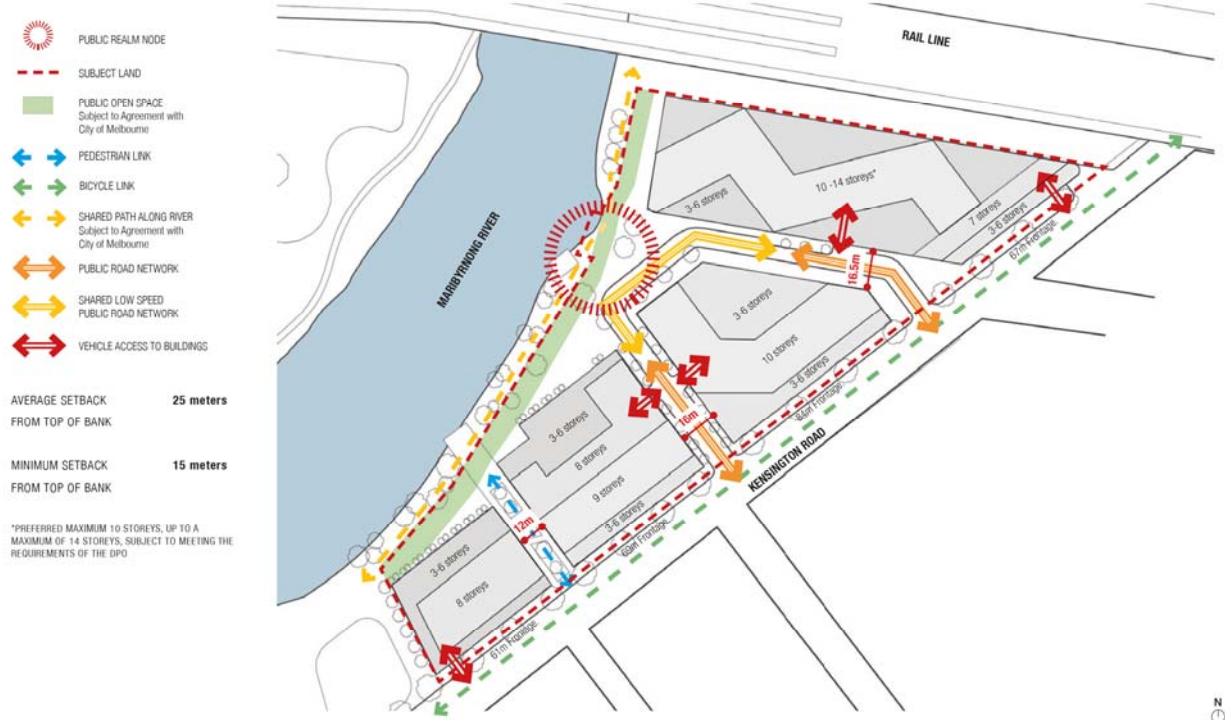 PUBLIC REALM NODE
SUBJECT LAND
PUBLIC OPEN SPACE
Subject to Agreement with
City of Melbourne
PEDESTRIAN LINK
BICYCLE LINK
SHARED PATH ALONG RIVER
Subject to Agreement with
City of Melbourne
PUBLIC ROAD NETWORK
SHARED LOW SPEED
PUBLIC ROAD NETWORK
VEHICLE ACCESS TO BUILDINGS
AVERAGE SETBACK 25 meters
FROM TOP OF BANK
MINIMUM SETBACK 15 meters
FROM TOP OF BANK
*PREFERRED MAXIMUM 10 STOREYS, UP TO A
MAXIMUM OF 14 STOREYS, SUBJECT TO MEETING THE
REQUIREMENTS OF THE DPO
RAIL LINE
MARIBYRNONG RIVER
10 -14 storeys*
3-6 storeys
7 storeys
3-6 storeys
67m Frontage
16.5m
3-6 storeys
10 storeys
3-6 storeys
84m Frontage
16m
KENSINGTON ROAD
3-6 storeys
8 storeys
9 storeys
3-6 storeys
69m Frontage
12m
3-6 storeys
8 storeys
61m Frontage
N